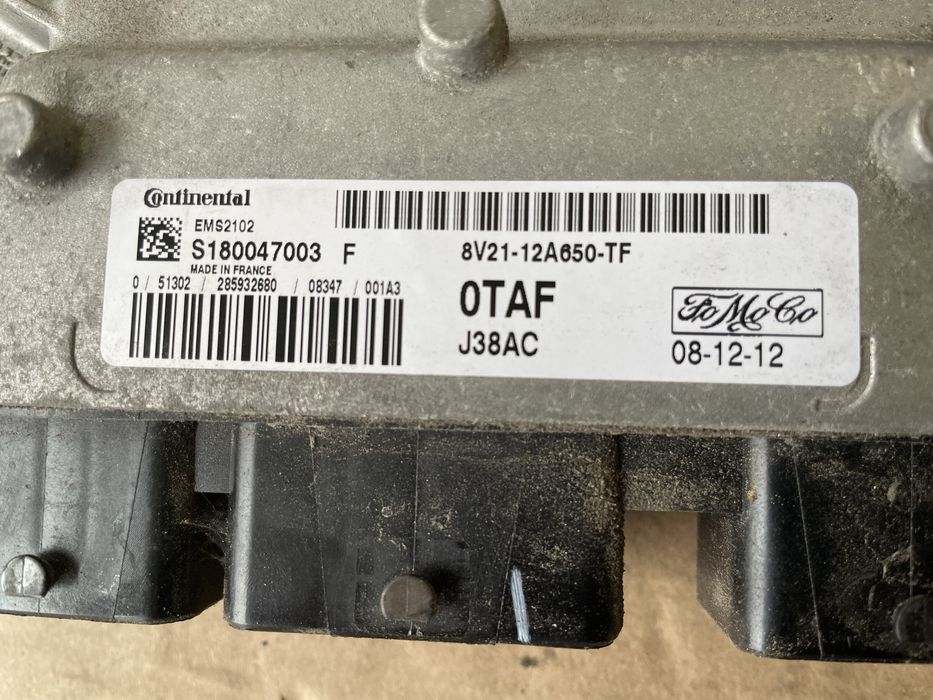 Continental
EMS2102
S180047003 F
MADE IN FRANCE
0 / 51302 / 285932680 / 08347 / 001A3
8V21-12A650-TF
0TAF
J38AC
FoMoCo
08-12-12